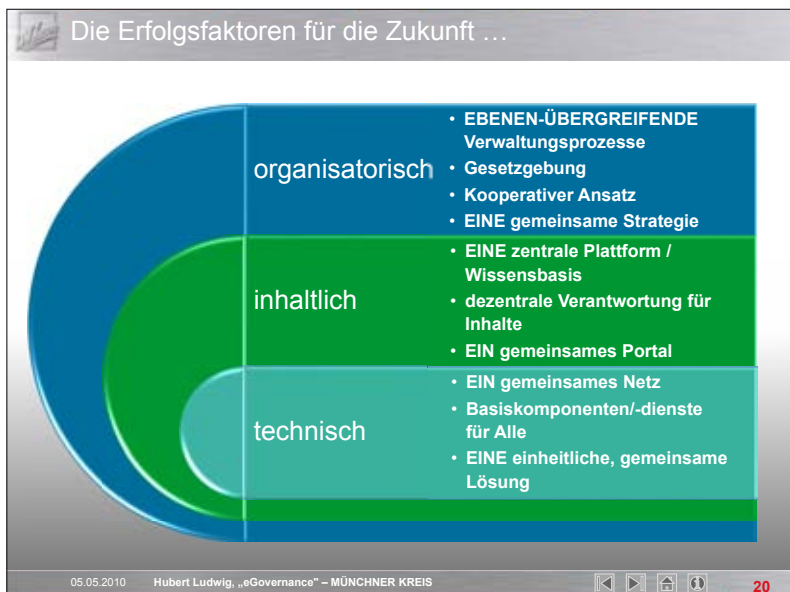 Die Erfolgsfaktoren für die Zukunft …
organisatorisch
• EBENEN-ÜBERGREIFENDE
Verwaltungsprozesse
• Gesetzgebung
• Kooperativer Ansatz
• EINE gemeinsame Strategie
inhaltlich
• EINE zentrale Plattform /
Wissensbasis
• dezentrale Verantwortung für
Inhalte
• EIN gemeinsames Portal
technisch
• EIN gemeinsames Netz
• Basiskomponenten/-dienste
für Alle
• EINE einheitliche, gemeinsame
Lösung
05.05.2010 Hubert Ludwig, „eGovernance" – MÜNCHNER KREIS 20